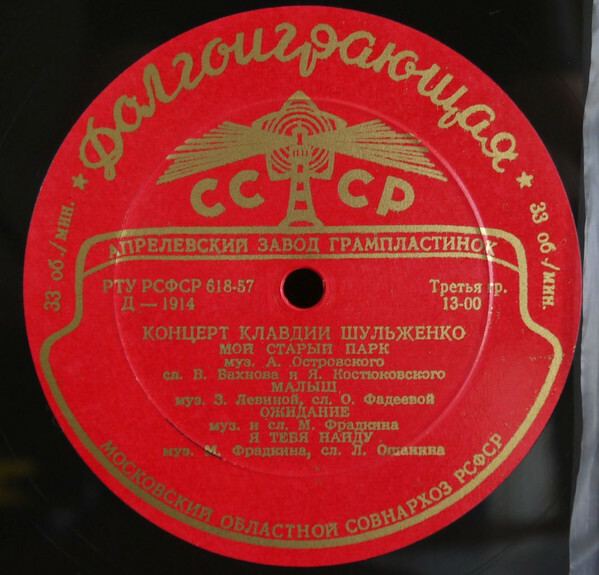 Долгоиграющая
33 об./мин.
33 об./мин.
СССР
АПРЕЛЕВСКИЙ ЗАВОД ГРАМПЛАСТИНОК
РТУ РСФСР 618-57
Третья гр.
Д — 1914
13-00
КОНЦЕРТ КЛАВДИИ ШУЛЬЖЕНКО
МОЙ СТАРЫЙ ПАРК
муз. А. Островского
сл. В. Бахнова и Я. Костюковского
МАЛЫШ
муз. З. Левиной, сл. О. Фадеевой
ОЖИДАНИЕ
муз. и сл. М. Фрадкина
Я ТЕБЯ НАЙДУ
муз. М. Фрадкина, сл. Л. Ошанина
МОСКОВСКИЙ ОБЛАСТНОЙ СОВНАРХОЗ РСФСР